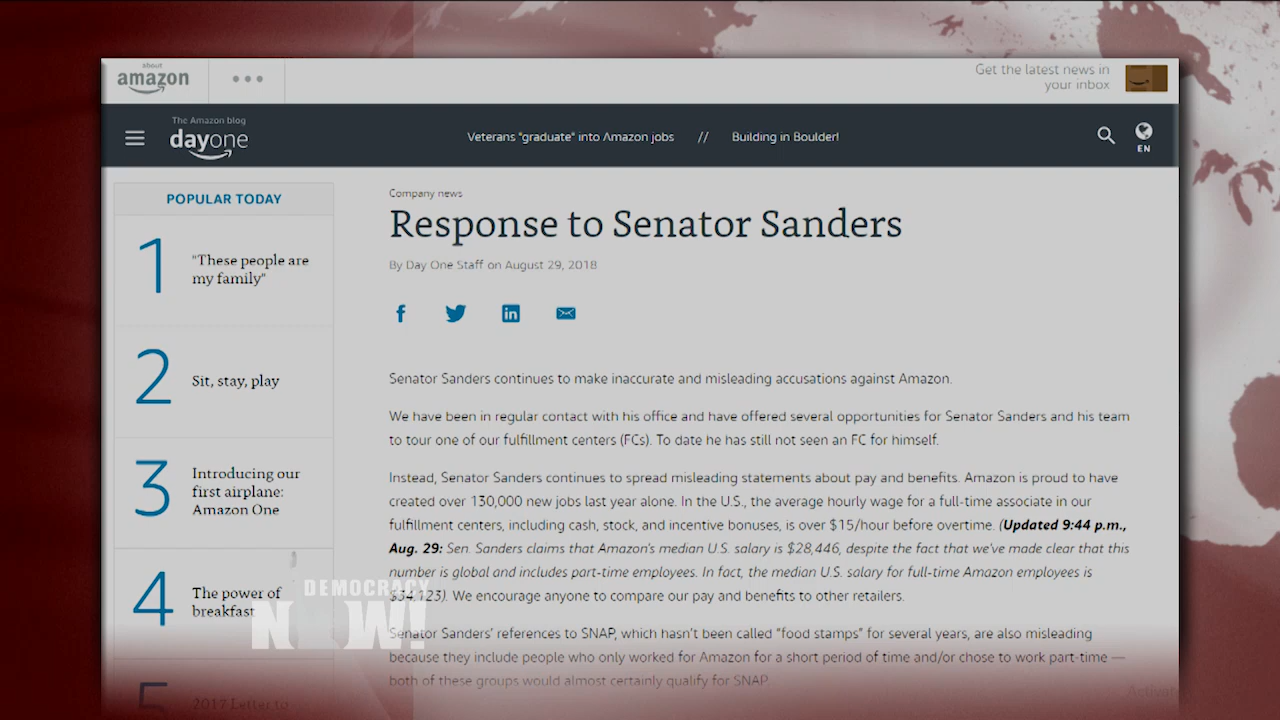 about
amazon
Get the latest news in
your inbox
The Amazon blog
dayone
Veterans "graduate" into Amazon jobs // Building in Boulder!
EN
POPULAR TODAY
1
"These people are
my family"
2
Sit, stay, play
3
Introducing our
first airplane:
Amazon One
4
The power of
breakfast
5
2017 Letter to
Company news
Response to Senator Sanders
By Day One Staff on August 29, 2018
Senator Sanders continues to make inaccurate and misleading accusations against Amazon.
We have been in regular contact with his office and have offered several opportunities for Senator Sanders and his team
to tour one of our fulfillment centers (FCs). To date he has still not seen an FC for himself.
Instead, Senator Sanders continues to spread misleading statements about pay and benefits. Amazon is proud to have
created over 130,000 new jobs last year alone. In the U.S., the average hourly wage for a full-time associate in our
fulfillment centers, including cash, stock, and incentive bonuses, is over $15/hour before overtime. (Updated 9:44 p.m.,
Aug. 29: Sen. Sanders claims that Amazon's median U.S. salary is $28,446, despite the fact that we've made clear that this
number is global and includes part-time employees. In fact, the median U.S. salary for full-time Amazon employees is
$34,123). We encourage anyone to compare our pay and benefits to other retailers.
Senator Sanders' references to SNAP, which hasn't been called "food stamps" for several years, are also misleading
because they include people who only worked for Amazon for a short period of time and/or chose to work part-time —
both of these groups would almost certainly qualify for SNAP.
DEMOCRACY
NOW!